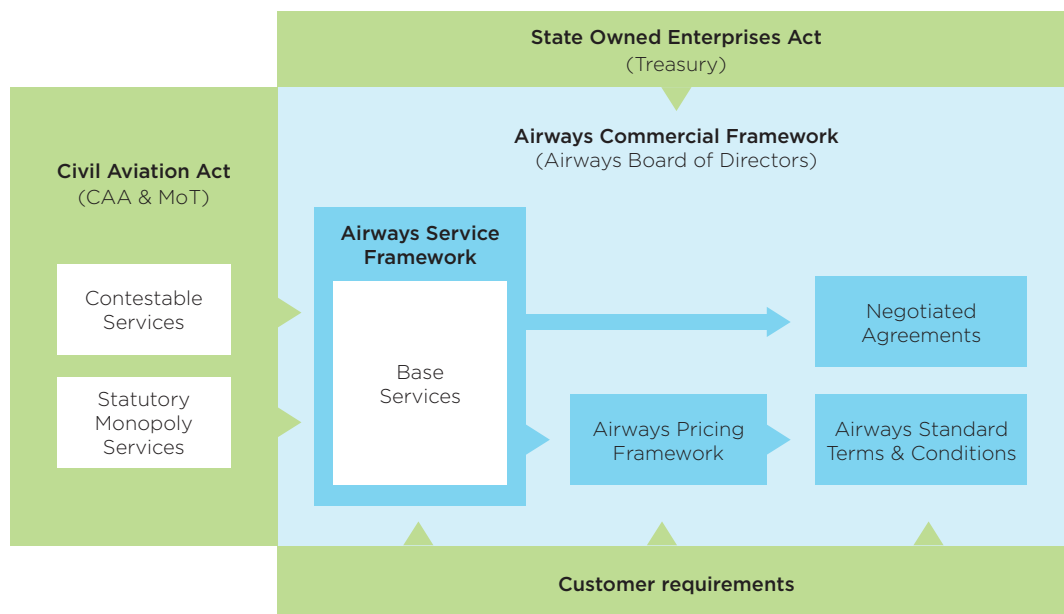 State Owned Enterprises Act
(Treasury)
Civil Aviation Act
(CAA & MoT)
Contestable
Services
Statutory
Monopoly
Services
Airways Commercial Framework
(Airways Board of Directors)
Airways Service
Framework
Base
Services
Negotiated
Agreements
Airways Pricing
Framework
Airways Standard
Terms & Conditions
Customer requirements